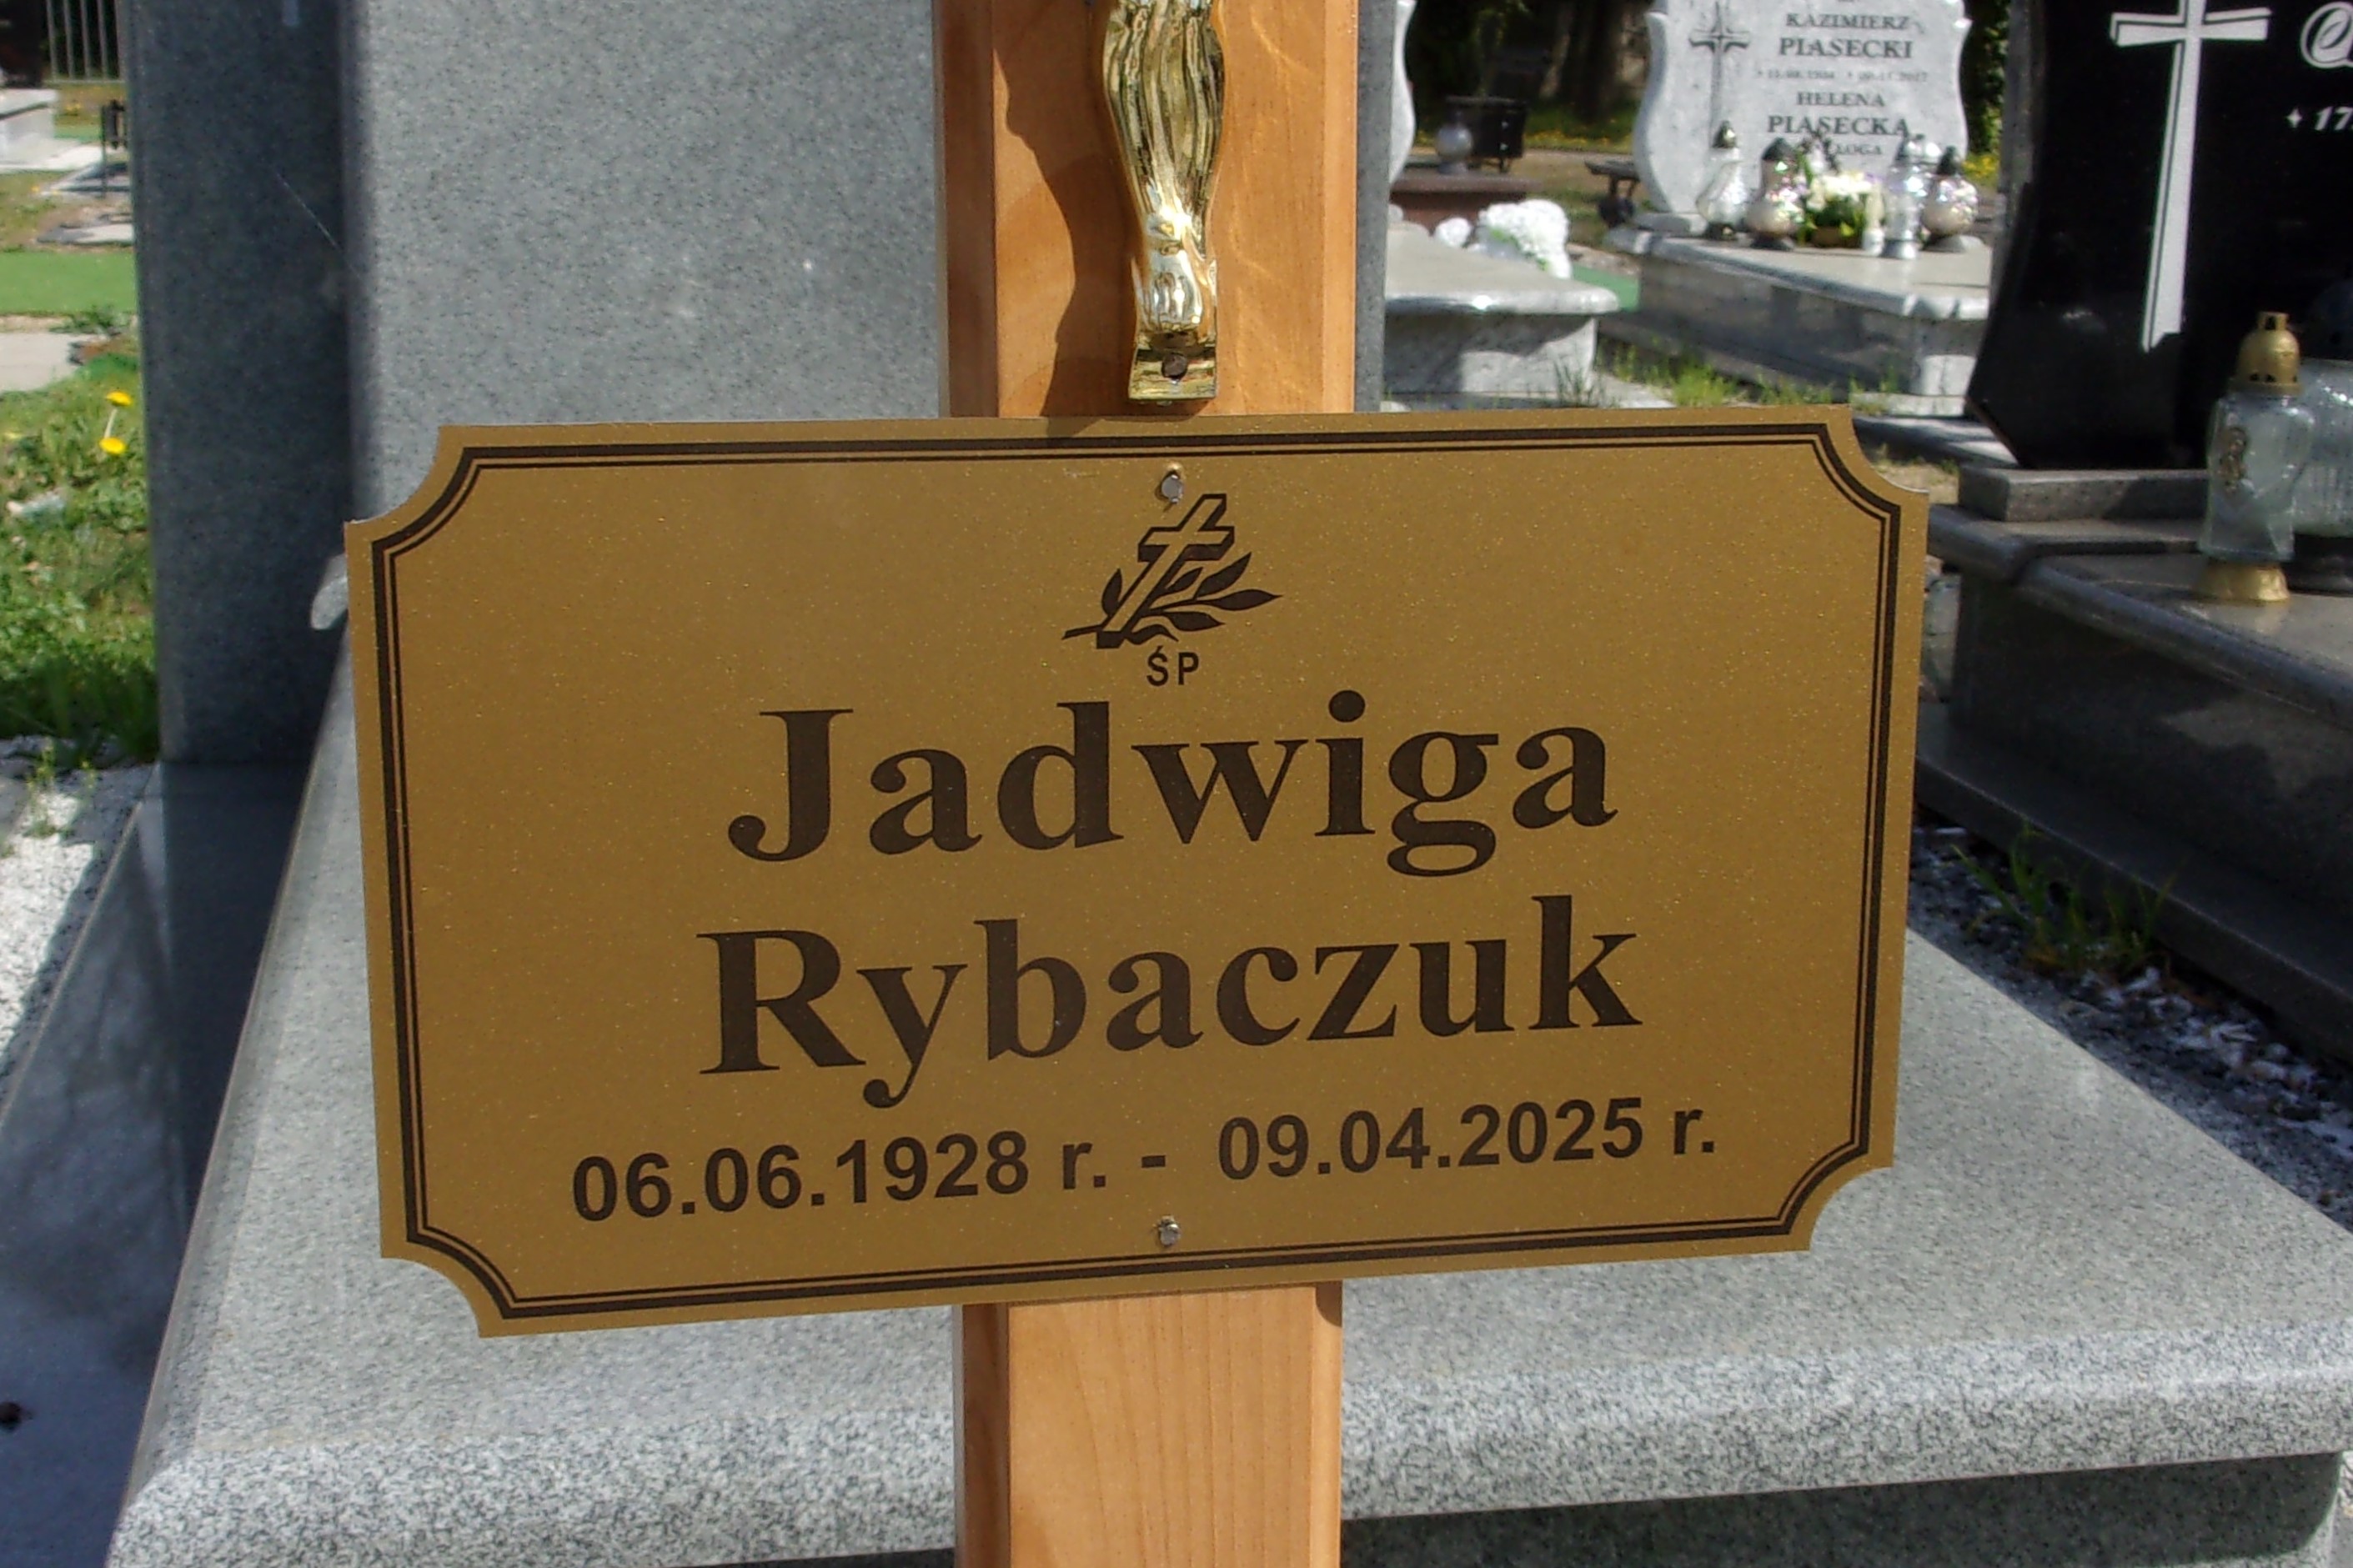 ŚP
Jadwiga
Rybaczuk
06.06.1928 r. - 09.04.2025 r.
KAZIMIERZ
PIASECKI
HELENA
PIASECKA